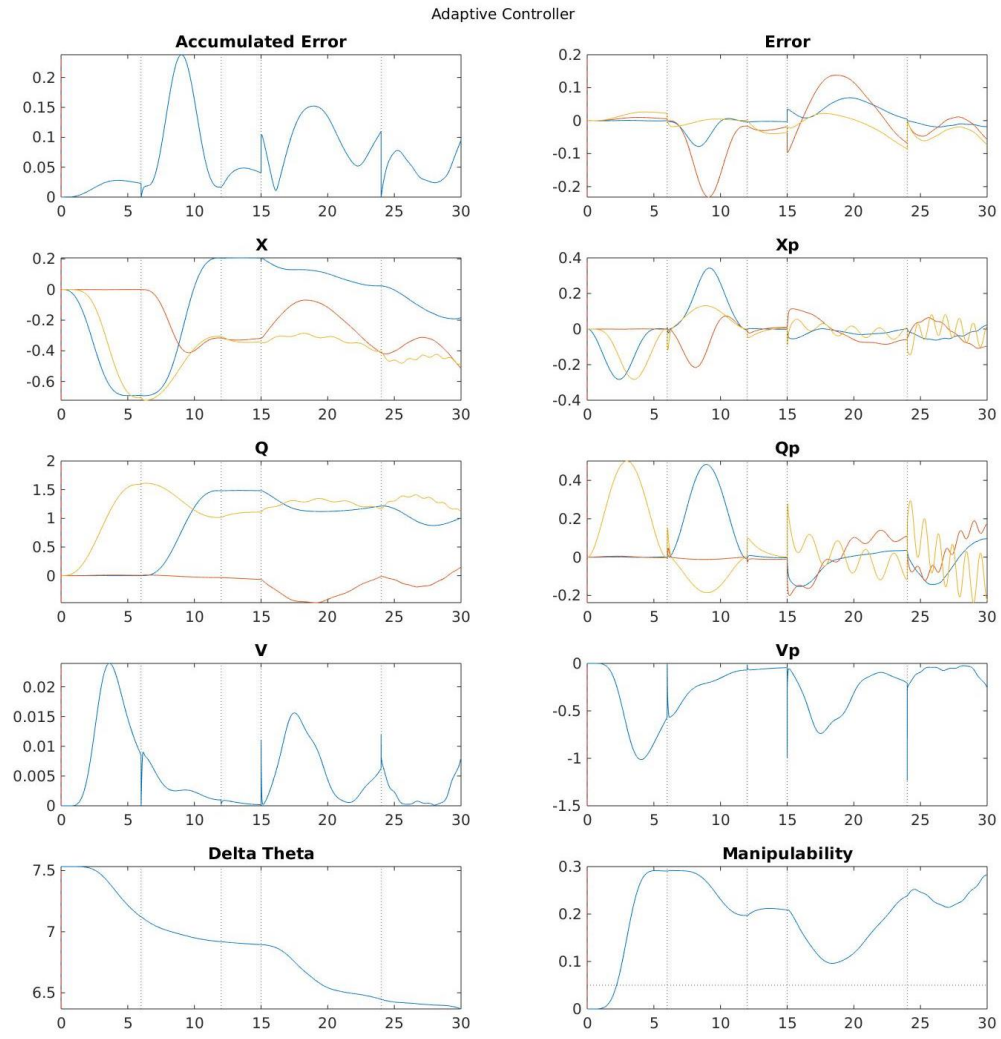 Adaptive Controller
Accumulated Error
0.2
0.15
0.1
0.05
0
0 5 10 15 20 25 30
Error
0.2
0.1
0
-0.1
-0.2
0 5 10 15 20 25 30
X
0.2
0
-0.2
-0.4
-0.6
0 5 10 15 20 25 30
Xp
0.4
0.2
0
-0.2
-0.4
0 5 10 15 20 25 30
Q
2
1.5
1
0.5
0
0 5 10 15 20 25 30
Qp
0.4
0.2
0
-0.2
0 5 10 15 20 25 30
V
0.02
0.015
0.01
0.005
0
0 5 10 15 20 25 30
Vp
0
-0.5
-1
-1.5
0 5 10 15 20 25 30
Delta Theta
7.5
7
6.5
0 5 10 15 20 25 30
Manipulability
0.3
0.2
0.1
0
0 5 10 15 20 25 30